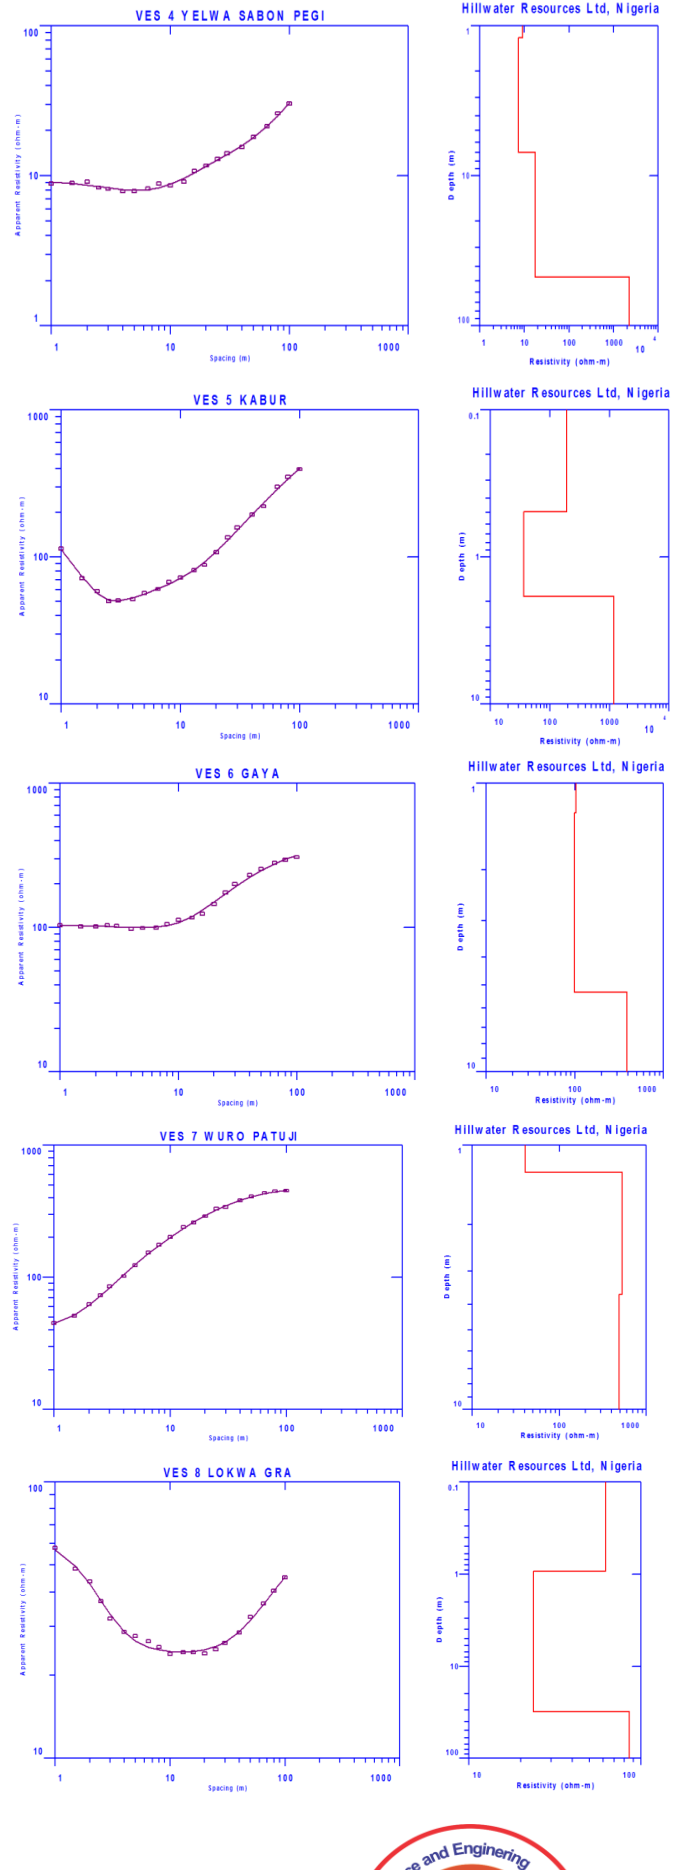 VES 4 YELWA SABON PEGI
Hillwater Resources Ltd, Nigeria
100
10
1
Apparent Resistivity (ohm-m)
1 10 100 1000
Spacing (m)
1
10
100
Depth (m)
1 10 100 1000 10 4
Resistivity (ohm-m)
VES 5 KABUR
Hillwater Resources Ltd, Nigeria
1000
100
10
Apparent Resistivity (ohm-m)
1 10 100 1000
Spacing (m)
0.1
1
10
Depth (m)
10 100 1000 10 4
Resistivity (ohm-m)
VES 6 GAYA
Hillwater Resources Ltd, Nigeria
1000
100
10
Apparent Resistivity (ohm-m)
1 10 100 1000
Spacing (m)
1
10
Depth (m)
10 100 1000
Resistivity (ohm-m)
VES 7 WURO PATUJI
Hillwater Resources Ltd, Nigeria
1000
100
10
Apparent Resistivity (ohm-m)
1 10 100 1000
Spacing (m)
1
10
Depth (m)
10 100 1000
Resistivity (ohm-m)
VES 8 LOKWA GRA
Hillwater Resources Ltd, Nigeria
100
10
Apparent Resistivity (ohm-m)
1 10 100 1000
Spacing (m)
0.1
1
10
100
Depth (m)
10 100
Resistivity (ohm-m)
and Enginering